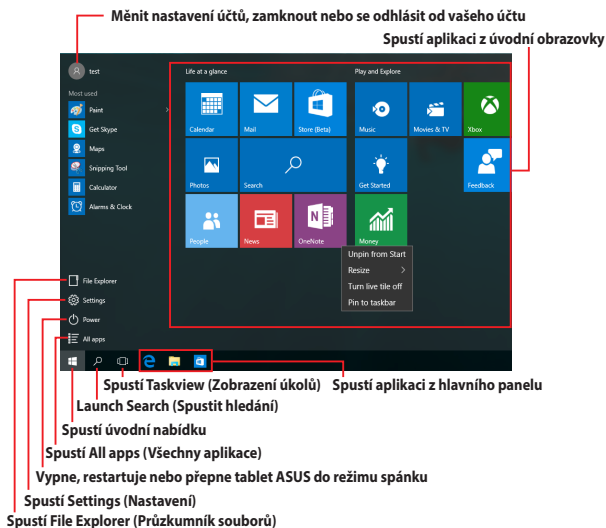 Měnit nastavení účtů, zamknout nebo se odhlásit od vašeho účtu
Spustí aplikaci z úvodní obrazovky
test
Life at a glance
Play and Explore
Most used
Paint
Get Skype
Maps
Snipping Tool
Calculator
Alarms & Clock
Calendar
Mail
Store (Beta)
Music
Movies & TV
Xbox
Photos
Search
Get Started
Feedback
People
News
OneNote
Money
Unpin from Start
Resize
Turn live tile off
Pin to taskbar
File Explorer
Settings
Power
All apps
Spustí Taskview (Zobrazení úkolů)
Spustí aplikaci z hlavního panelu
Launch Search (Spustit hledání)
Spustí úvodní nabídku
Spustí All apps (Všechny aplikace)
Vypne, restartuje nebo přepne tablet ASUS do režimu spánku
Spustí Settings (Nastavení)
Spustí File Explorer (Průzkumník souborů)